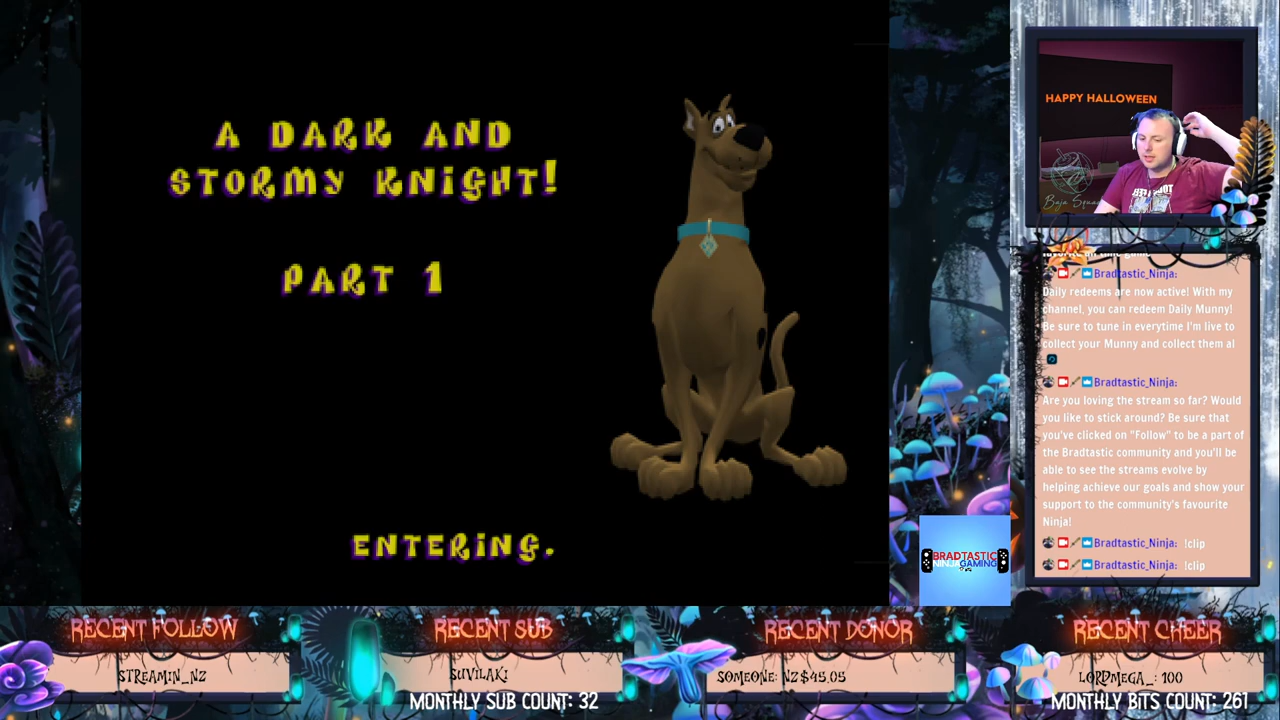 A DARK AND
STORMY KNIGHT!
PART 1
ENTERING.
HAPPY HALLOWEEN
Baja Squad
Bradtastic_Ninja:
Daily redeems are now active! With my
channel, you can redeem Daily Munny!
Be sure to tune in everytime I'm live to
collect your Munny and collect them al
Bradtastic_Ninja:
Are you loving the stream so far? Would
you like to stick around? Be sure that
you've clicked on "Follow" to be a part of
the Bradtastic community and you'll be
able to see the streams evolve by
helping achieve our goals and show your
support to the community's favourite
Ninja!
Bradtastic_Ninja: !clip
Bradtastic_Ninja: !clip
BRADTASTIC
NINJAGAMING
RECENT FOLLOW
STREAMIN_NZ
RECENT SUB
SUVILAKI
MONTHLY SUB COUNT: 32
RECENT DONOR
SOMEONE: NZ$45.05
RECENT CHEER
LORPMEGA_: 100
MONTHLY BITS COUNT: 261